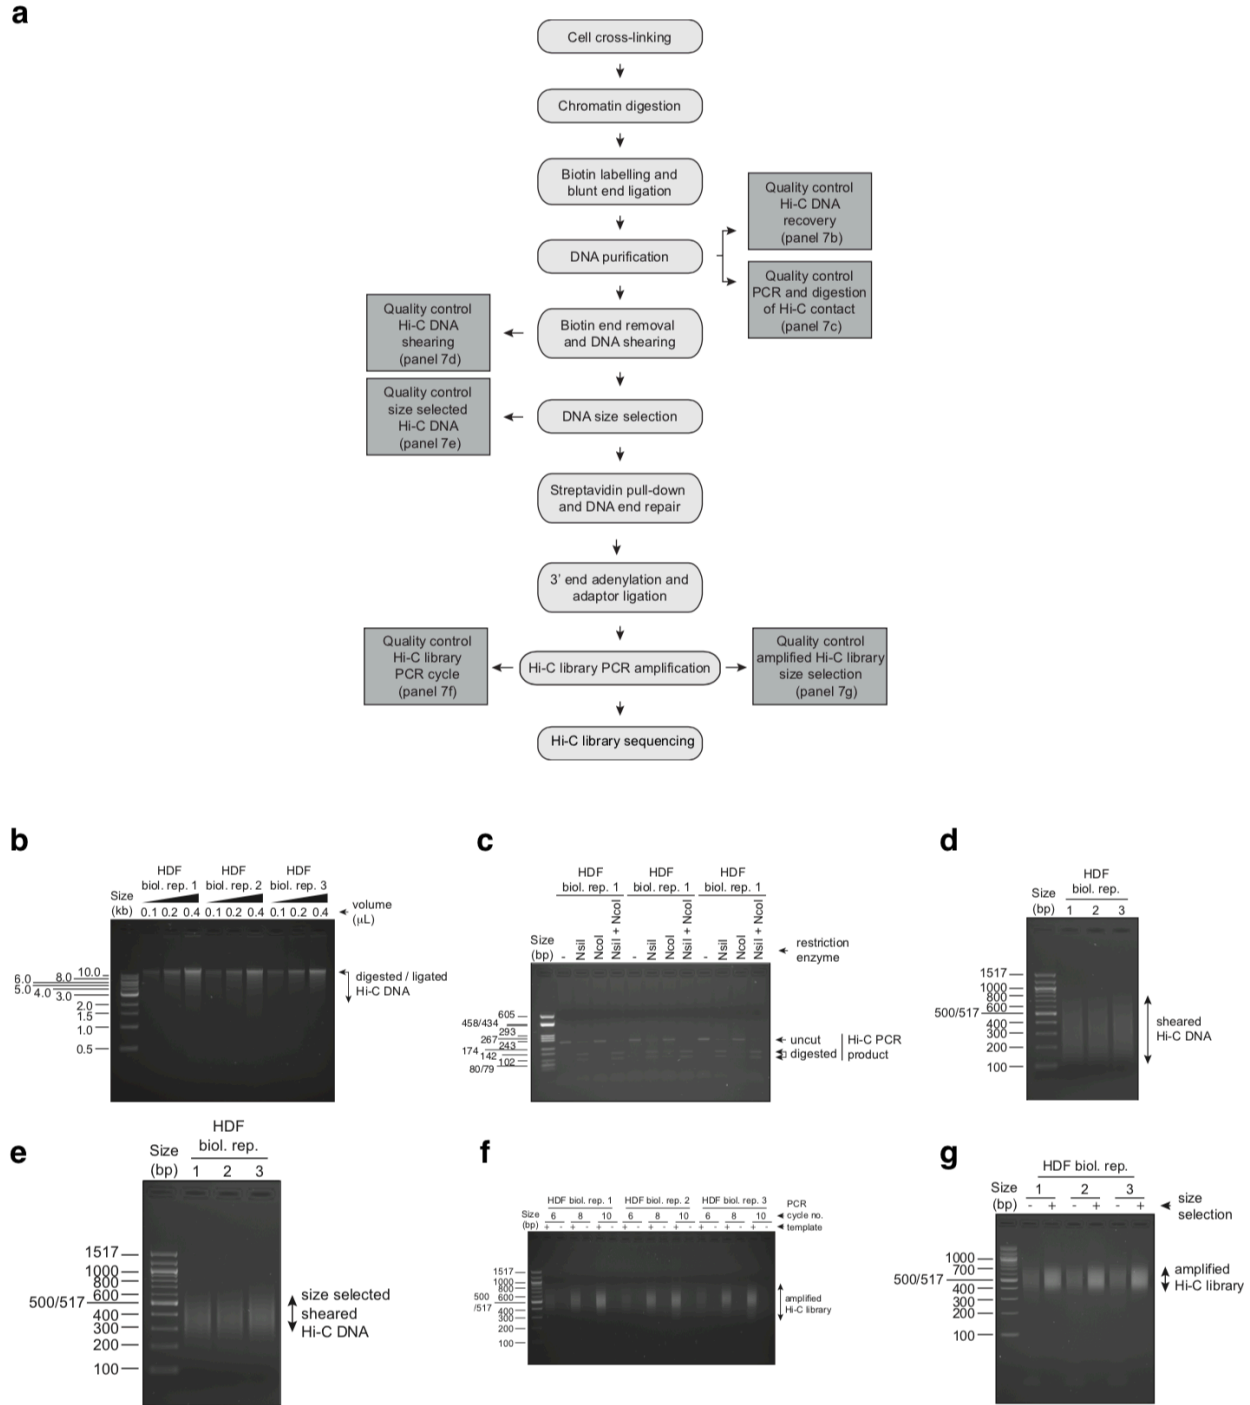 a
Cell cross-linking
Chromatin digestion
Biotin labelling and
blunt end ligation
Quality control
Hi-C DNA
recovery
(panel 7b)
DNA purification
Quality control
PCR and digestion
of Hi-C contact
(panel 7c)
Quality control
Hi-C DNA
shearing
(panel 7d)
Biotin end removal
and DNA shearing
Quality control
size selected
Hi-C DNA
(panel 7e)
DNA size selection
Streptavidin pull-down
and DNA end repair
3' end adenylation and
adaptor ligation
Quality control
Hi-C library
PCR cycle
(panel 7f)
Hi-C library PCR amplification
Quality control
amplified Hi-C library
size selection
(panel 7g)
Hi-C library sequencing
b
HDF HDF HDF
biol. rep. 1 biol. rep. 2 biol. rep. 3
Size
(kb) 0.1 0.2 0.4 0.1 0.2 0.4 0.1 0.2 0.4
volume
(µL)
10.0
8.0
6.0
5.0
4.0
3.0
2.0
1.5
1.0
0.5
digested / ligated
Hi-C DNA
c
HDF HDF HDF
biol. rep. 1 biol. rep. 1 biol. rep. 1
Size
(bp)
- NsiI NcoI NsiI + NcoI - NsiI NcoI NsiI + NcoI - NsiI NcoI NsiI + NcoI
restriction
enzyme
605
458/434
293
267
243
174
142
102
80/79
uncut
digested
Hi-C PCR
product
d
HDF
biol. rep.
Size
(bp) 1 2 3
1517
1000
800
600
500/517
400
300
200
100
sheared
Hi-C DNA
e
HDF
biol. rep.
Size
(bp) 1 2 3
1517
1000
800
600
500/517
400
300
200
100
size selected
sheared
Hi-C DNA
f
HDF biol. rep. 1 HDF biol. rep. 2 HDF biol. rep. 3
PCR
cycle no.
Size 6 8 10 6 8 10 6 8 10
(bp) + - + - + - + - + - + - + - + - + - template
1517
1000
800
600
500
/517
400
300
200
100
amplified
Hi-C library
g
HDF biol. rep.
Size 1 2 3
(bp) - + - + - +
size
selection
1000
700
500/517
400
300
200
100
amplified
Hi-C library